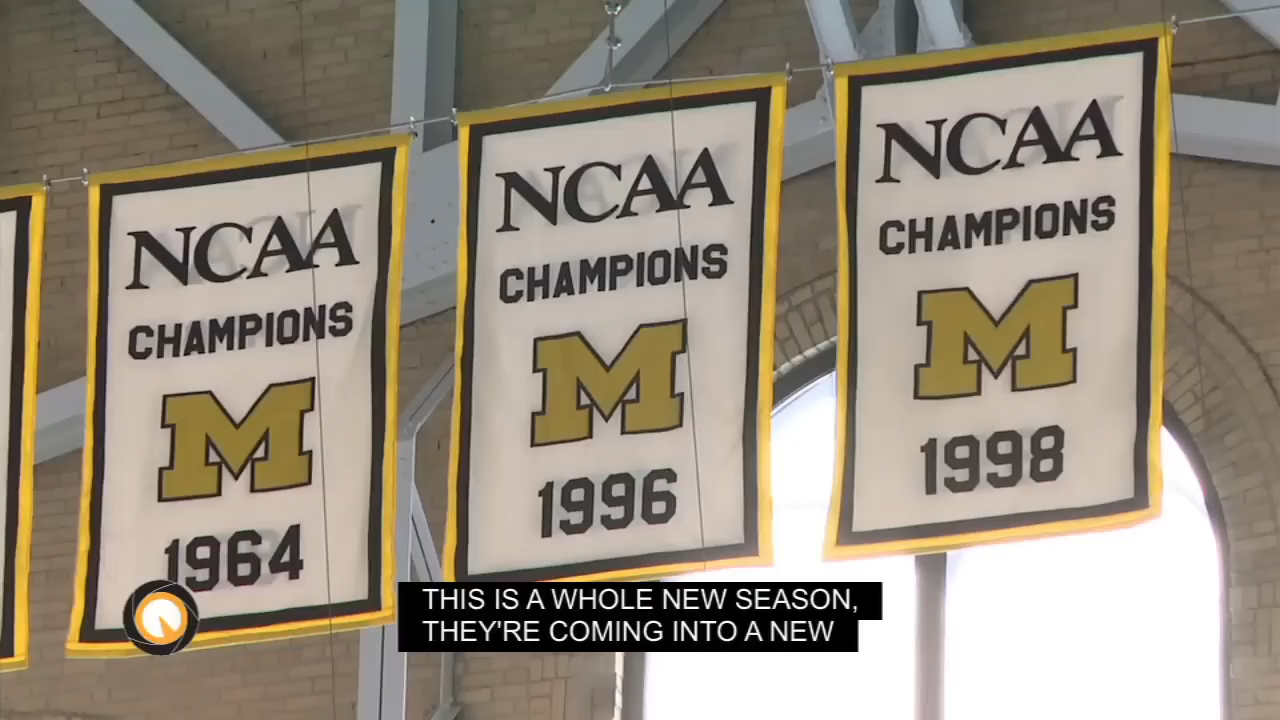 NCAA
CHAMPIONS
M
1964
NCAA
CHAMPIONS
M
1996
NCAA
CHAMPIONS
M
1998
THIS IS A WHOLE NEW SEASON,
THEY'RE COMING INTO A NEW